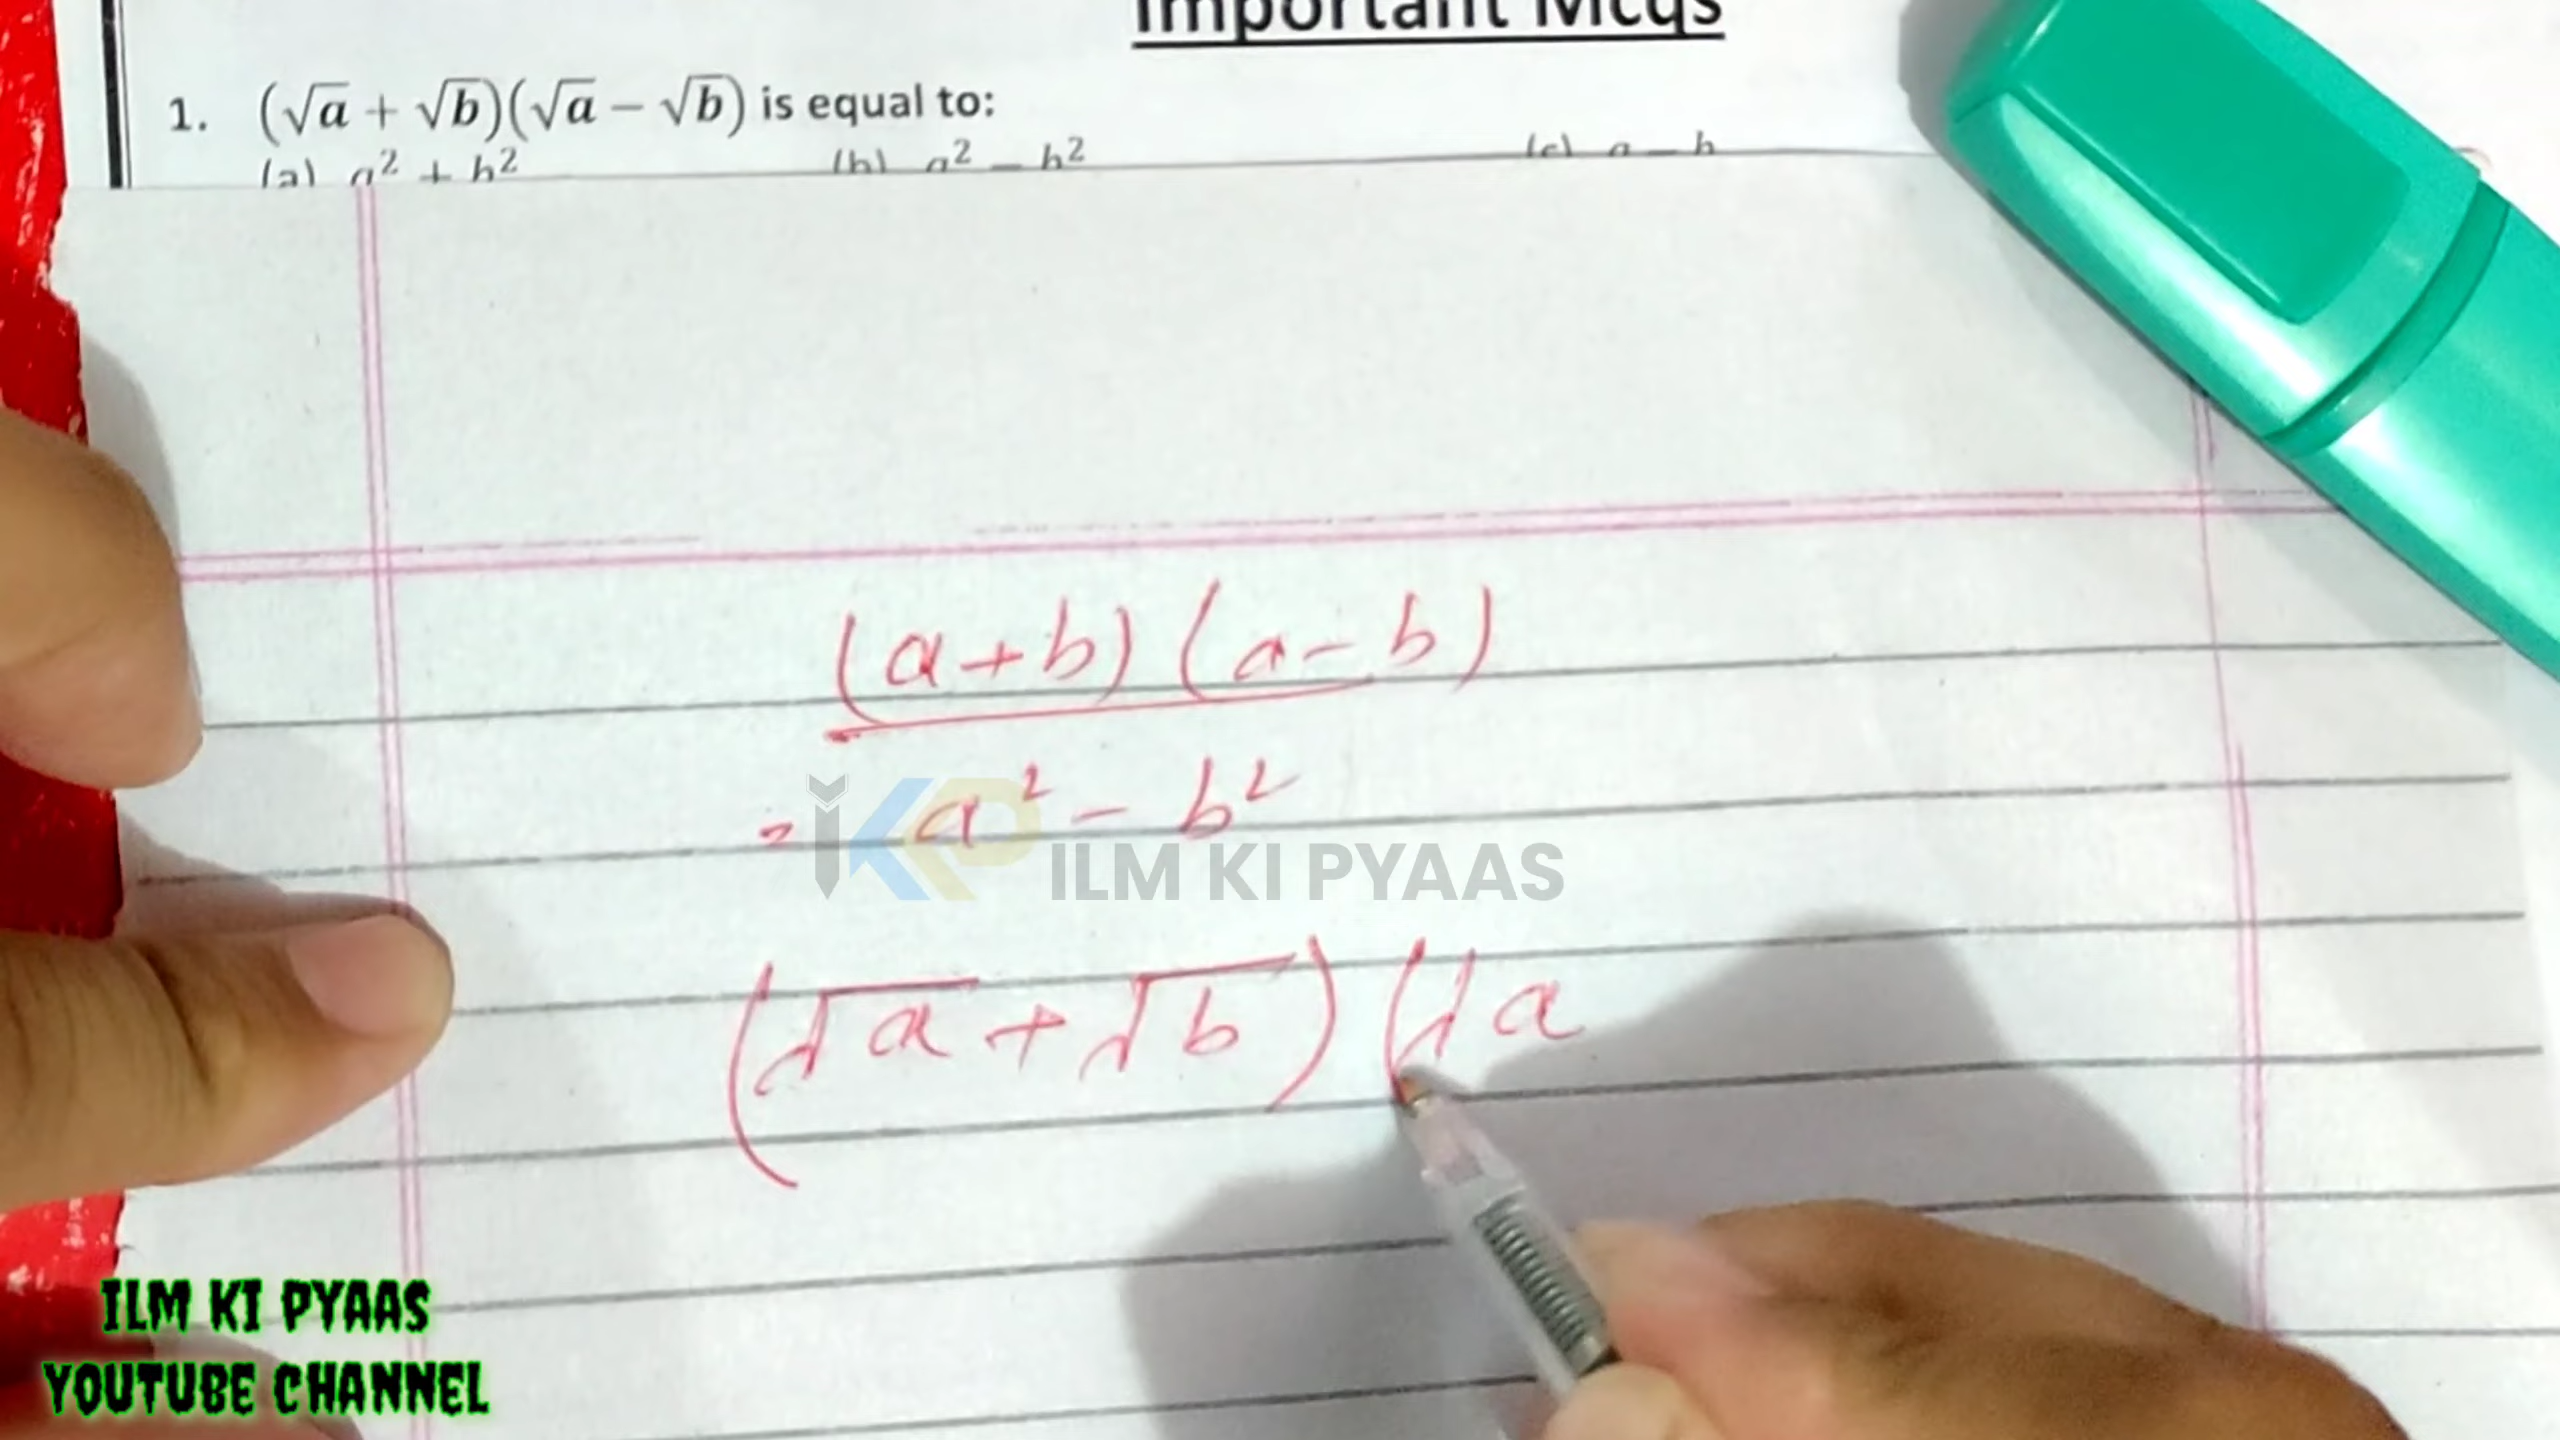 Important Mcqs
1. (√a + √b)(√a − √b) is equal to:
(a) a² + b² (b) a² − b² (c) a − b
(a+b) (a-b)
= a² - b²
IKP ILM KI PYAAS
(√a + √b) (√a
ILM KI PYAAS
YOUTUBE CHANNEL